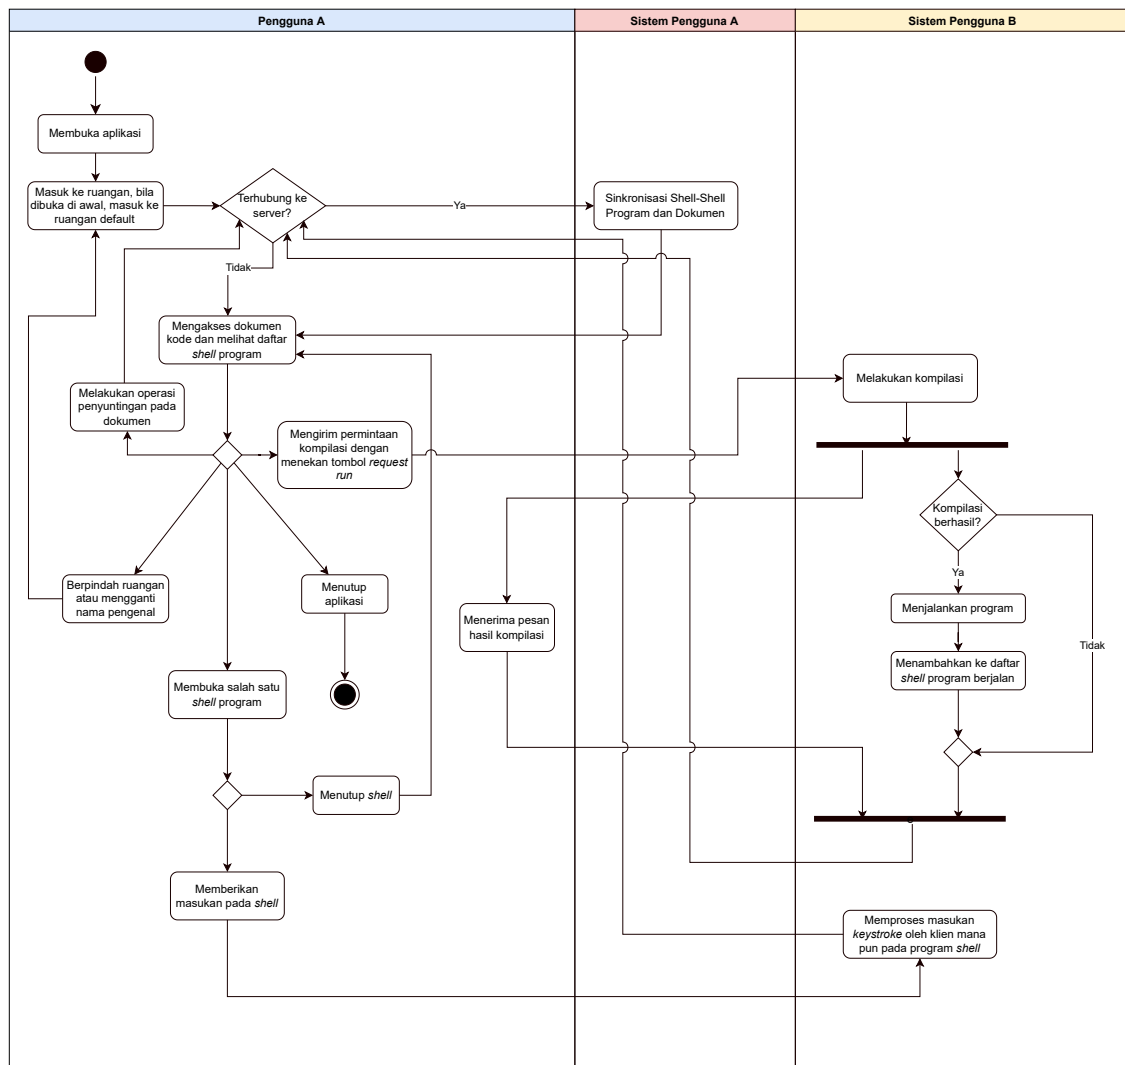 Pengguna A
Sistem Pengguna A
Sistem Pengguna B
Membuka aplikasi
Masuk ke ruangan, bila
dibuka di awal, masuk ke
ruangan default
Terhubung ke
server?
Ya
Sinkronisasi Shell-Shell
Program dan Dokumen
Tidak
Mengakses dokumen
kode dan melihat daftar
shell program
Melakukan operasi
penyuntingan pada
dokumen
Mengirim permintaan
kompilasi dengan
menekan tombol request
run
Melakukan kompilasi
Kompilasi
berhasil?
Ya
Tidak
Menjalankan program
Menambahkan ke daftar
shell program berjalan
Berpindah ruangan
atau mengganti
nama pengenal
Menutup
aplikasi
Menerima pesan
hasil kompilasi
Membuka salah satu
shell program
Menutup shell
Memberikan
masukan pada shell
Memproses masukan
keystroke oleh klien mana
pun pada program shell